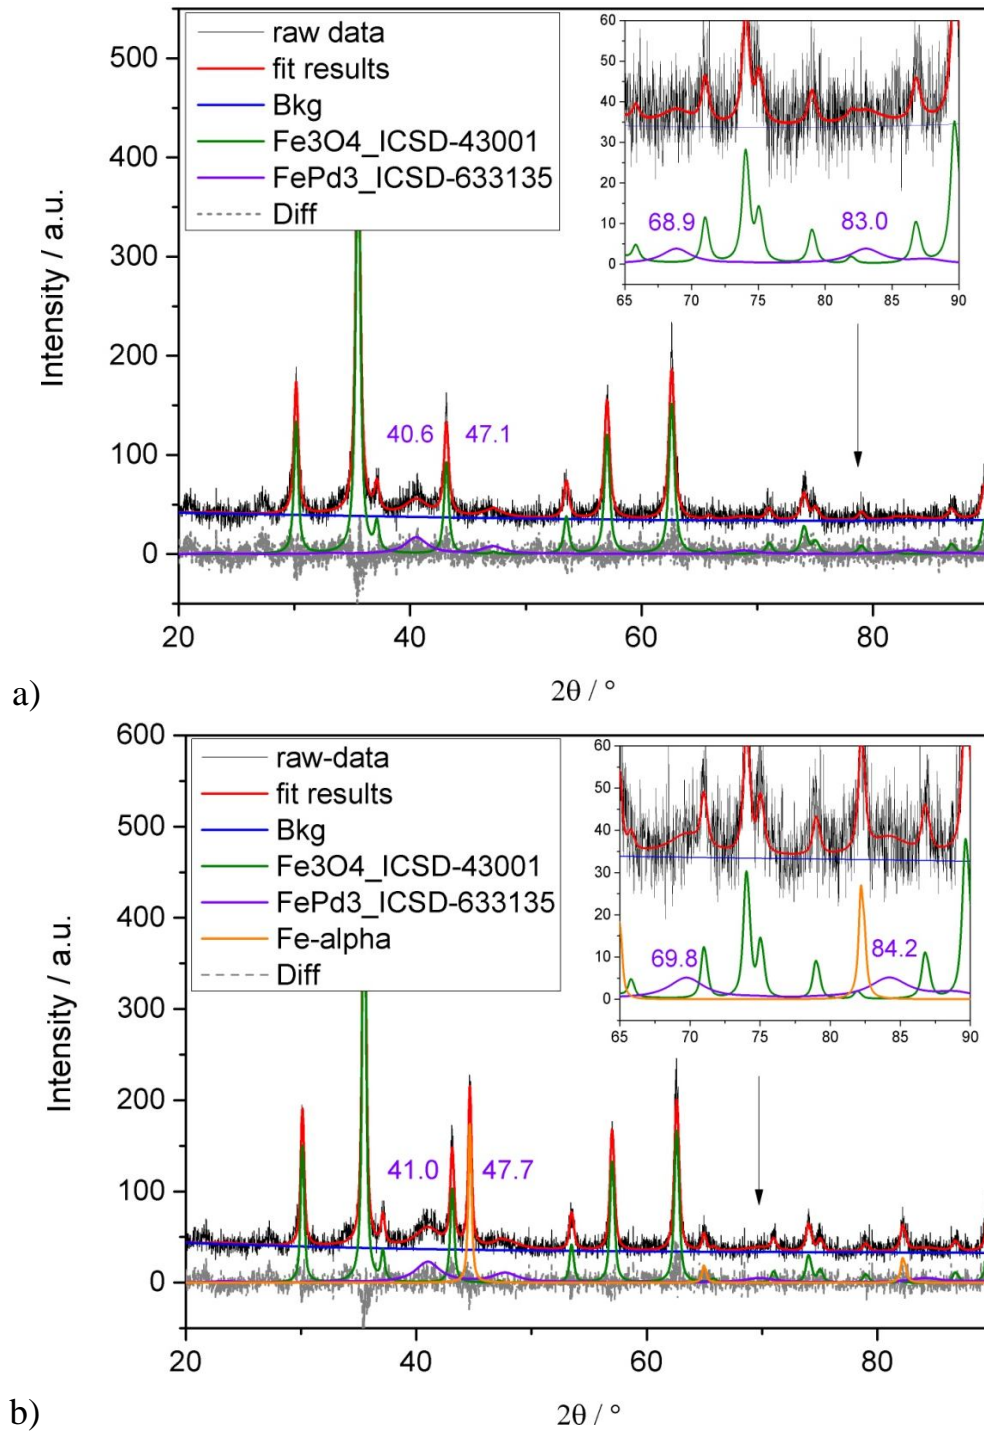 500
400
300
200
100
0
Intensity / a.u.
raw data
fit results
Bkg
Fe3O4_ICSD-43001
FePd3_ICSD-633135
Diff
60
50
40
30
20
10
0
68.9
83.0
65 70 75 80 85 90
40.6
47.1
20 40 60 80
2θ / °
a)
600
500
400
300
200
100
0
Intensity / a.u.
raw-data
fit results
Bkg
Fe3O4_ICSD-43001
FePd3_ICSD-633135
Fe-alpha
Diff
60
50
40
30
20
10
0
69.8
84.2
65 70 75 80 85 90
41.0
47.7
20 40 60 80
2θ / °
b)